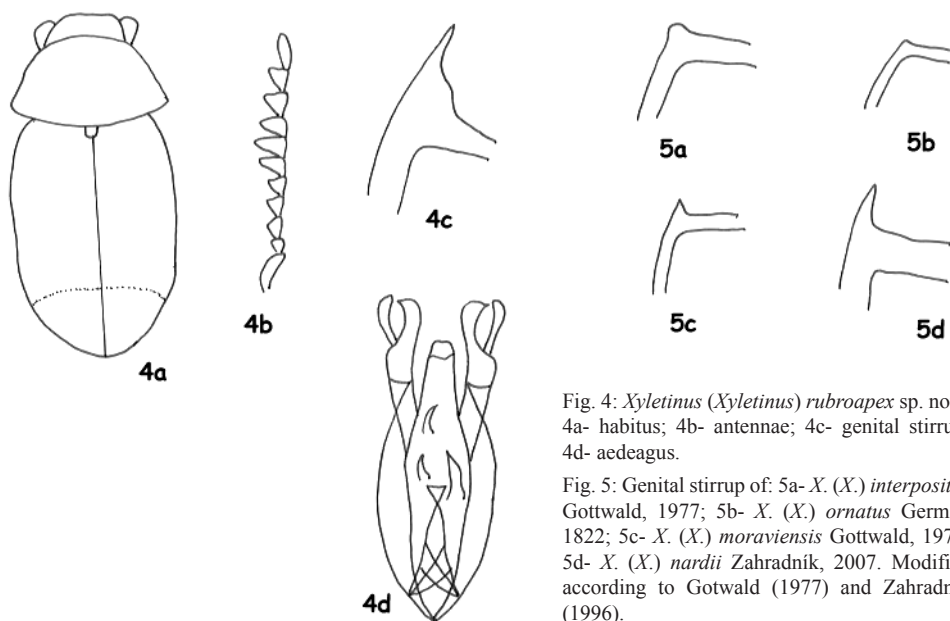 4a
4b
4c
4d
5a
5b
5c
5d
Fig. 4: Xyletinus (Xyletinus) rubroapex sp. no
4a- habitus; 4b- antennae; 4c- genital stirru
4d- aedeagus.
Fig. 5: Genital stirrup of: 5a- X. (X.) interposit
Gottwald, 1977; 5b- X. (X.) ornatus Germ
1822; 5c- X. (X.) moraviensis Gottwald, 197
5d- X. (X.) nardii Zahradník, 2007. Modifi
according to Gotwald (1977) and Zahradn
(1996).